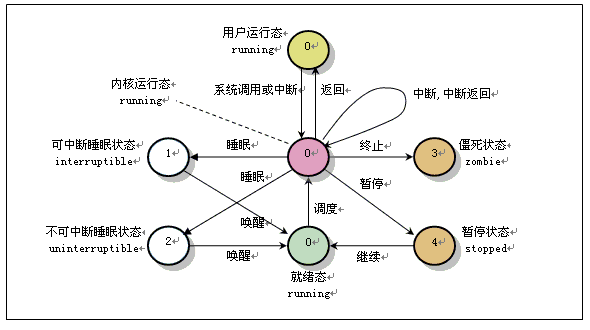 用户运行态
running
0
内核运行态
running
系统调用或中断
返回
中断, 中断返回
可中断睡眠状态
interruptible
1
睡眠
0
终止
3
僵死状态
zombie
睡眠
暂停
唤醒
调度
不可中断睡眠状态
uninterruptible
2
唤醒
0
继续
4
暂停状态
stopped
就绪态
running